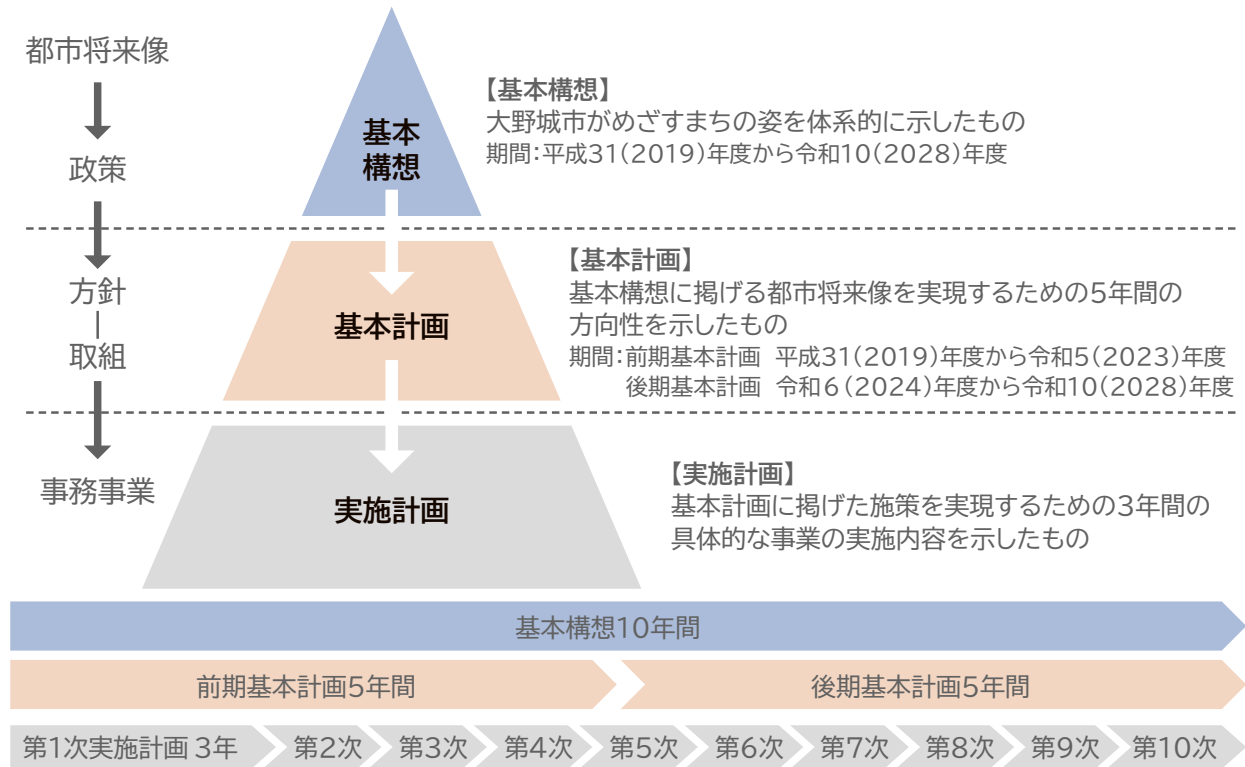 都市将来像
政策
方針
取組
事務事業
基本
構想
基本計画
実施計画
【基本構想】
大野城市がめざすまちの姿を体系的に示したもの
期間:平成31(2019)年度から令和10(2028)年度
【基本計画】
基本構想に掲げる都市将来像を実現するための5年間の
方向性を示したもの
期間:前期基本計画 平成31(2019)年度から令和5(2023)年度
後期基本計画 令和6(2024)年度から令和10(2028)年度
【実施計画】
基本計画に掲げた施策を実現するための3年間の
具体的な事業の実施内容を示したもの
基本構想10年間
前期基本計画5年間 後期基本計画5年間
第1次実施計画 3年 第2次 第3次 第4次 第5次 第6次 第7次 第8次 第9次 第10次